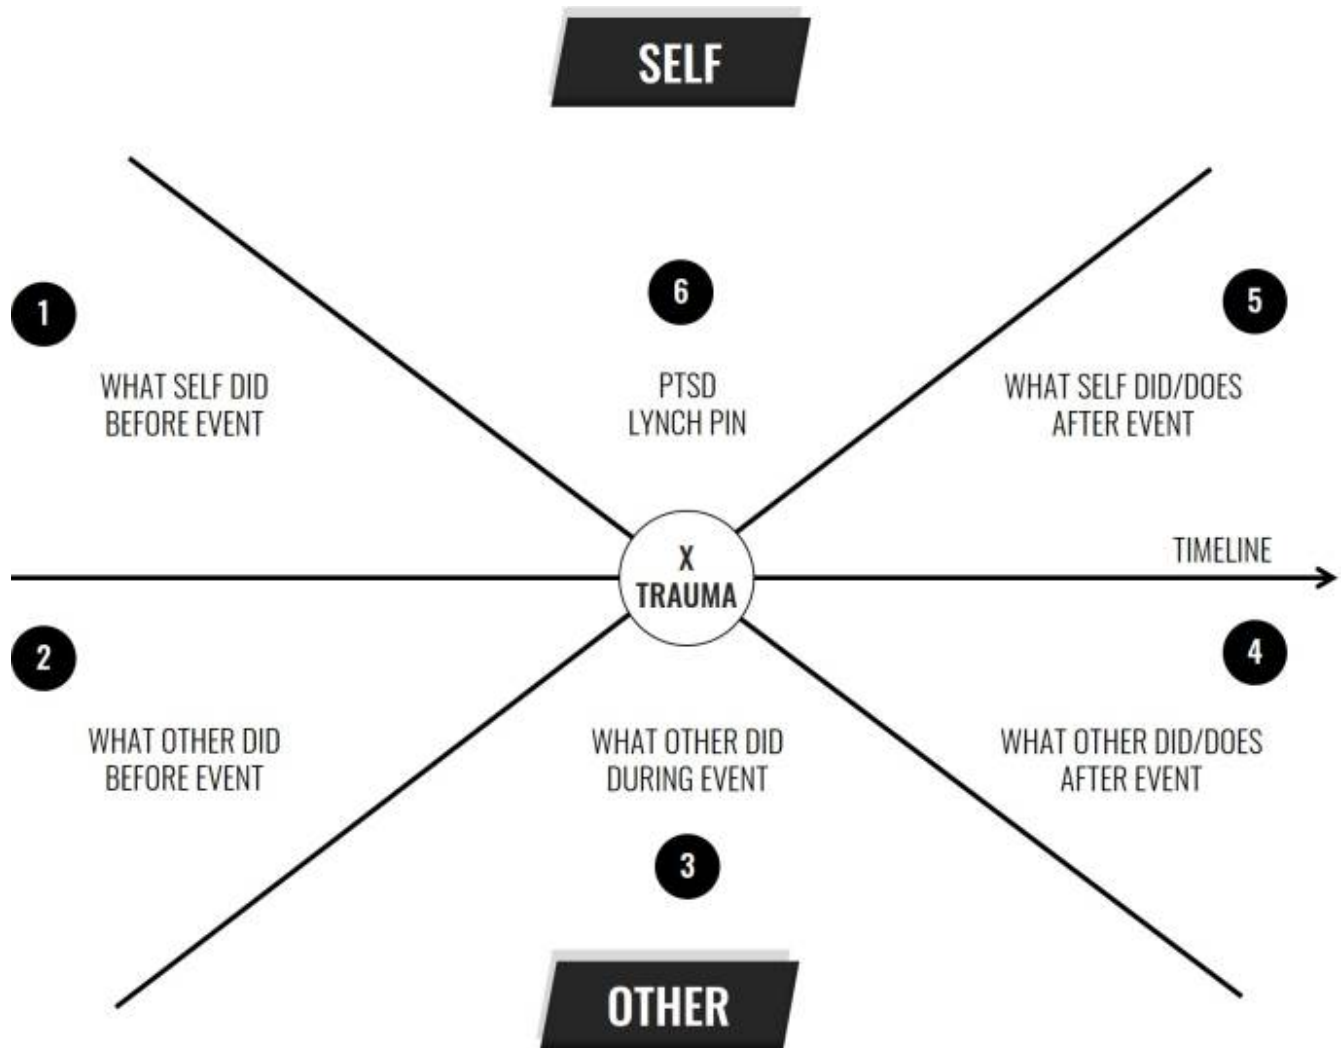 SELF
1
WHAT SELF DID
BEFORE EVENT
6
PTSD
LYNCH PIN
5
WHAT SELF DID/DOES
AFTER EVENT
X
TRAUMA
TIMELINE
2
WHAT OTHER DID
BEFORE EVENT
WHAT OTHER DID
DURING EVENT
3
4
WHAT OTHER DID/DOES
AFTER EVENT
OTHER